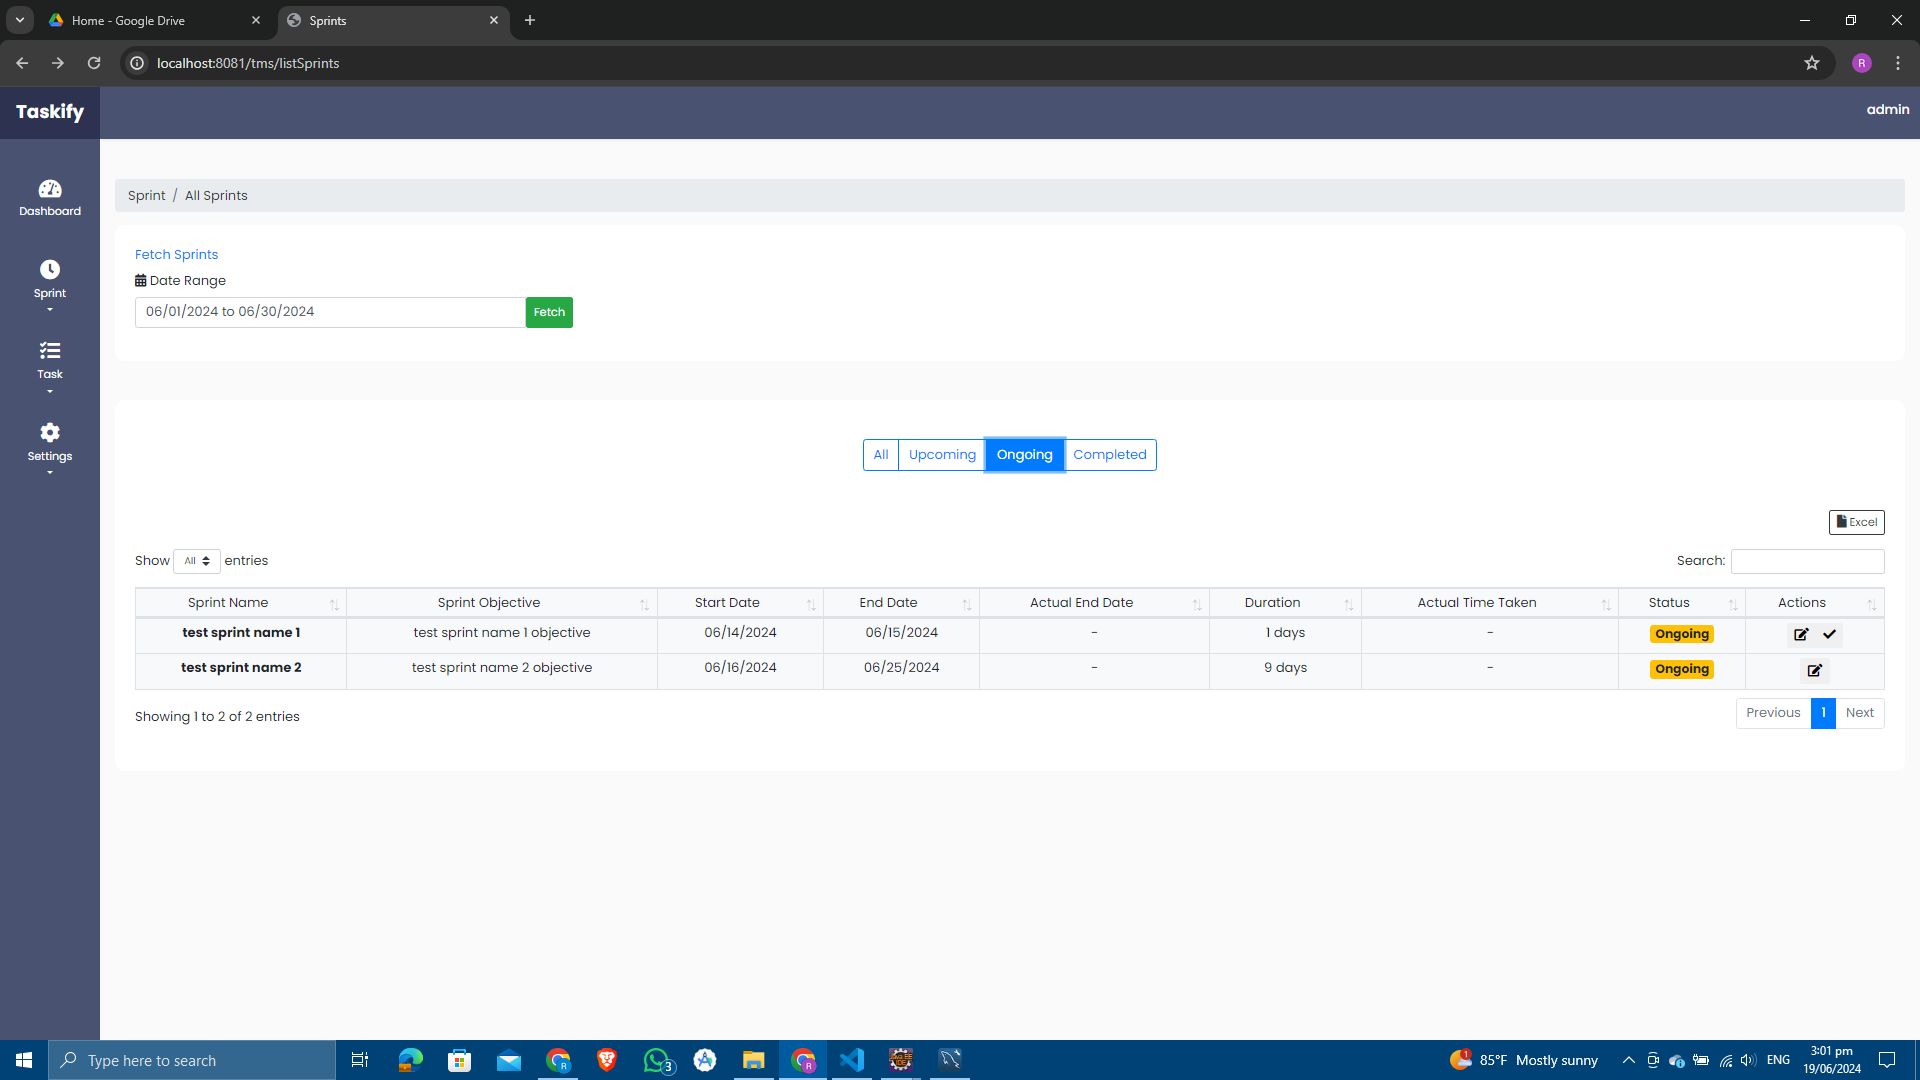 Home - Google Drive
Sprints
localhost:8081/tms/listSprints
R
Taskify
admin
Dashboard
Sprint
Task
Settings
Sprint / All Sprints
Fetch Sprints
Date Range
06/01/2024 to 06/30/2024
Fetch
All Upcoming Ongoing Completed
Excel
Show All entries
Search:
Sprint Name Sprint Objective Start Date End Date Actual End Date Duration Actual Time Taken Status Actions
test sprint name 1 test sprint name 1 objective 06/14/2024 06/15/2024 - 1 days - Ongoing
test sprint name 2 test sprint name 2 objective 06/16/2024 06/25/2024 - 9 days - Ongoing
Showing 1 to 2 of 2 entries
Previous 1 Next
Type here to search
R
3
R
1
85°F Mostly sunny
ENG
3:01 pm
19/06/2024